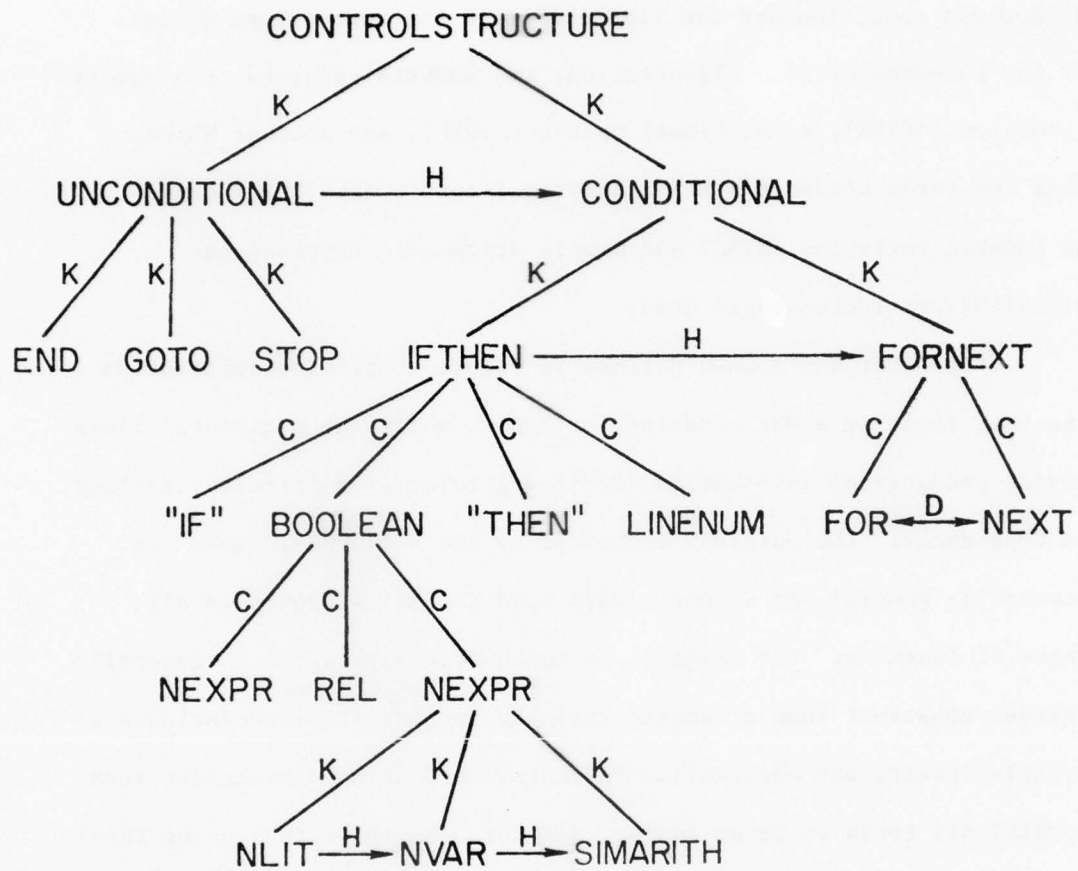 CONTROLSTRUCTURE
K K
UNCONDITIONAL H CONDITIONAL
K K K K K
END GOTO STOP IFTHEN H FORNEXT
C C C C C C
"IF" BOOLEAN "THEN" LINENUM FOR D NEXT
C C C
NEXPR REL NEXPR
K K K
NLIT H NVAR H SIMARITH